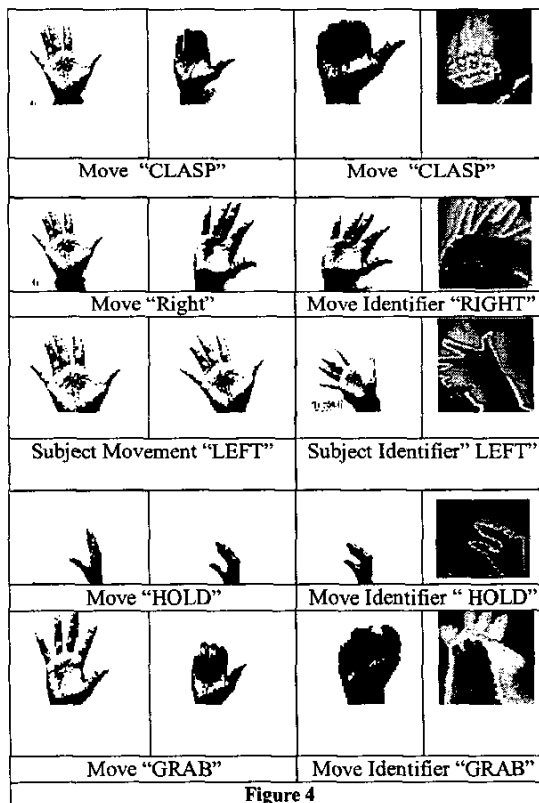 Move “CLASP” Move “CLASP”
Move “Right” Move Identifier “RIGHT”
Subject Movement “LEFT” Subject Identifier” LEFT”
Move “HOLD” Move Identifier “ HOLD”
Move “GRAB” Move Identifier “GRAB”
Figure 4